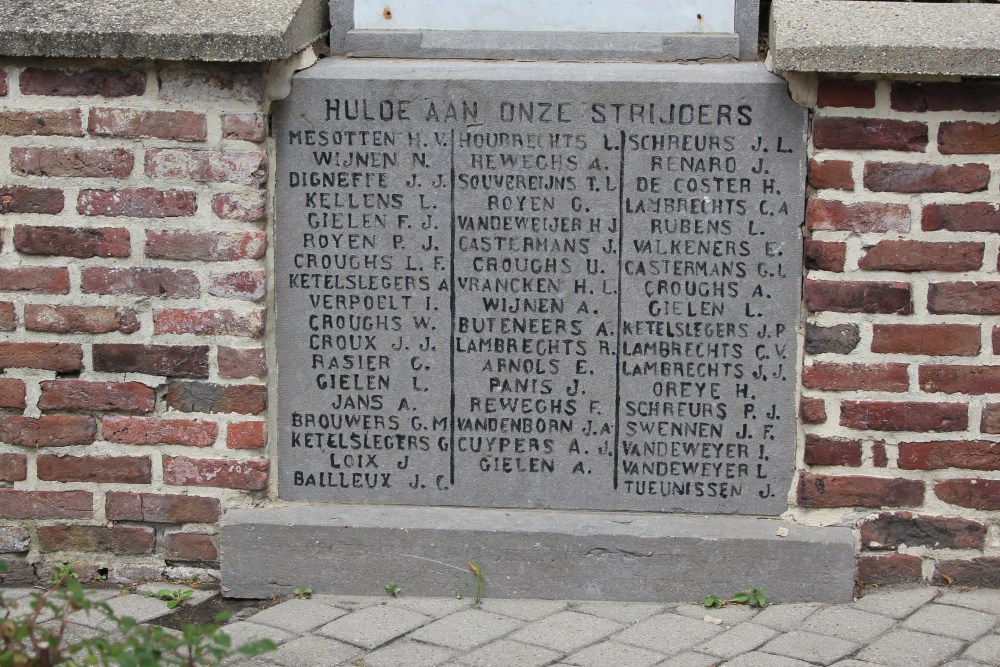 HULDE AAN ONZE STRIJDERS
MESOTTEN H. V.
WIJNEN N.
DIGNEFFE J. J.
KELLENS L.
GIELEN F. J
ROYEN P. J.
CROUGHS L. F.
KETELSLEGERS A
VERPOELT I.
CROUGHS W.
CROUX J. J.
RASIER G.
GIELEN L.
JANS A.
BROUWERS G. M
KETELSLEGERS G
LOIX J.
BAILLEUX J. G.
HOUBRECHTS L.
REWEGHS A.
SOUVEREIJNS T. L
ROYEN G.
VANDEWEIJER H J
CASTERMANS J.
CROUGHS U.
VRANCKEN H. L.
WIJNEN A.
BUTENEERS A.
LAMBRECHTS R.
ARNOLS E.
PANIS J.
REWEGHS F.
VANDENBORN J. A.
CUYPERS A. J.
GIELEN A.
SCHREURS J. L.
RENARD J.
DE COSTER H.
LAMBRECHTS G. A
RUBENS L.
VALKENERS E.
CASTERMANS G. L
CROUGHS A.
GIELEN L.
KETELSLEGERS J. P
LAMBRECHTS C. V.
LAMBRECHTS J. J.
OREYE H.
SCHREURS P. J.
SWENNEN J. F.
VANDEWEYER I.
VANDEWEYER L
TUEUNISSEN J.